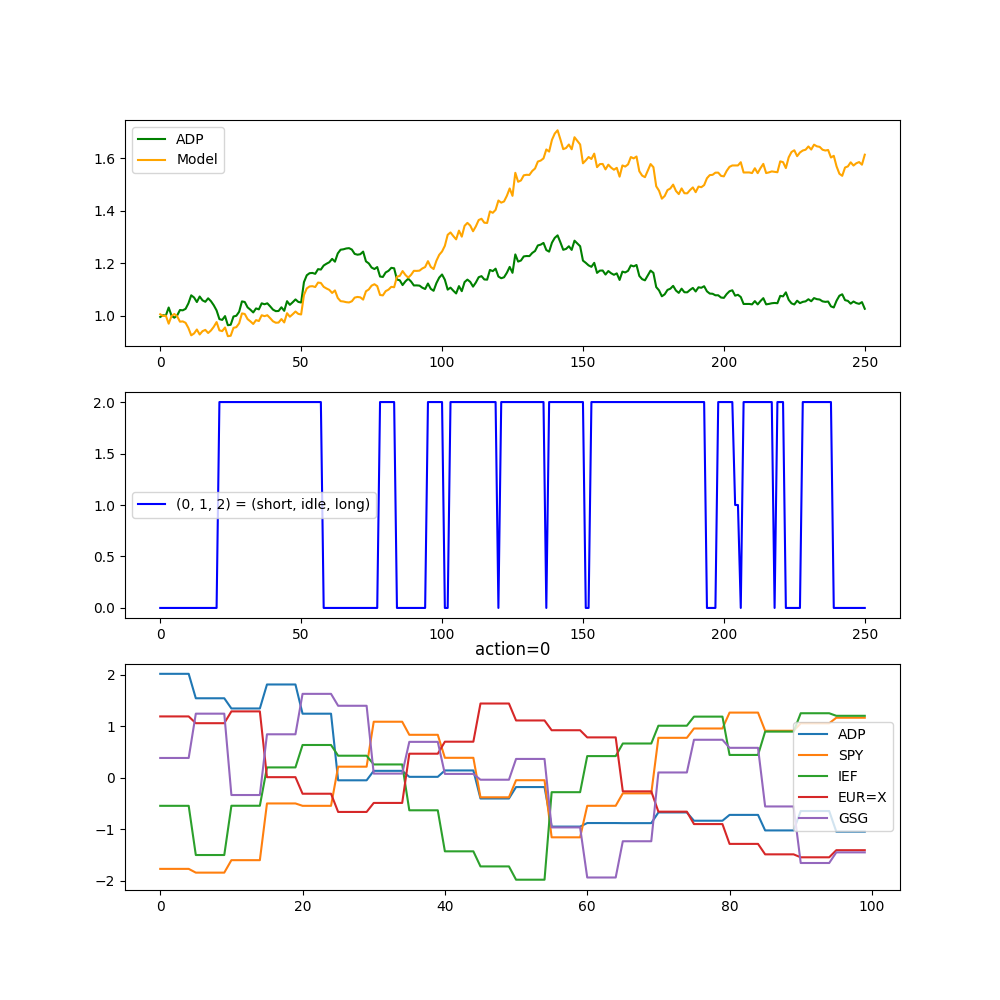 ADP
Model
1.6
1.4
1.2
1.0
0 50 100 150 200 250
2.0
1.5
1.0
0.5
0.0
(0, 1, 2) = (short, idle, long)
0 50 100 150 200 250
action=0
2
1
0
−1
−2
ADP
SPY
IEF
EUR=X
GSG
0 20 40 60 80 100